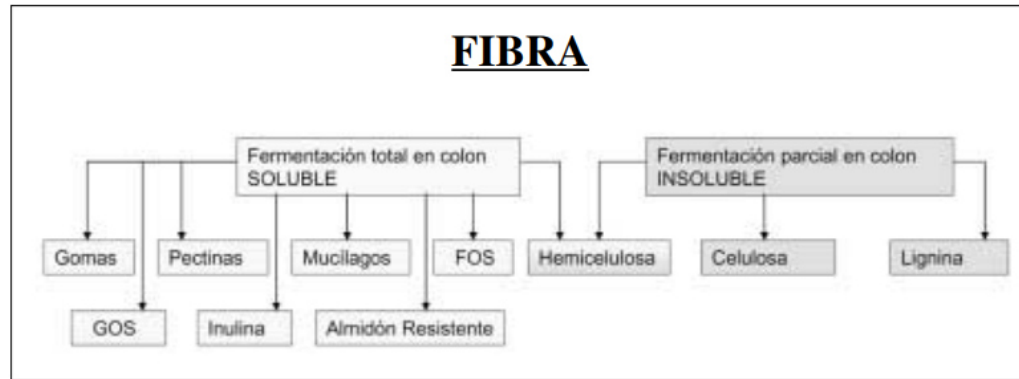 FIBRA
Fermentación total en colon
SOLUBLE
Fermentación parcial en colon
INSOLUBLE
Gomas
Pectinas
Mucílagos
FOS
Hemicelulosa
Celulosa
Lignina
GOS
Inulina
Almidón Resistente